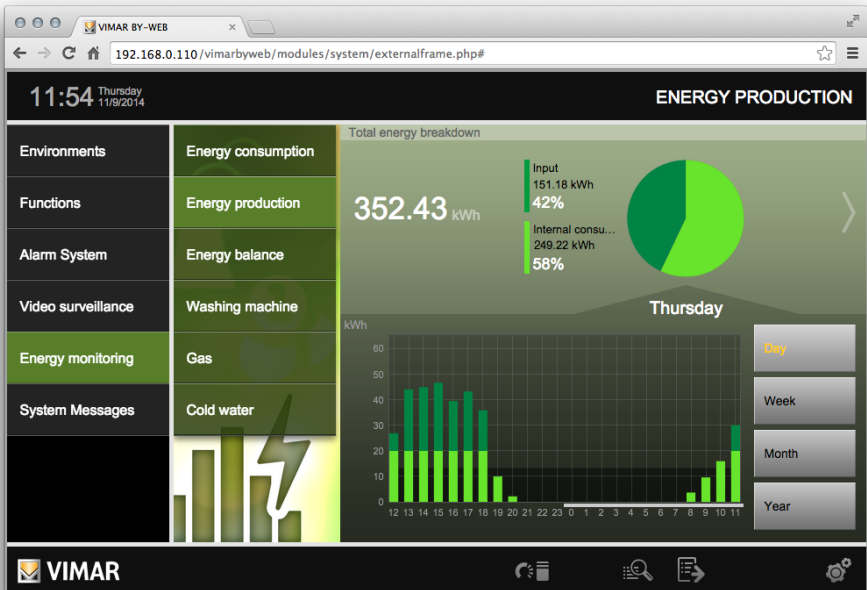 VIMAR BY-WEB
192.168.0.110/vimarbyweb/modules/system/externalframe.php#
11:54 Thursday 11/9/2014
ENERGY PRODUCTION
Environments
Functions
Alarm System
Video surveillance
Energy monitoring
System Messages
Energy consumption
Energy production
Energy balance
Washing machine
Gas
Cold water
Total energy breakdown
352.43 kWh
Input
151.18 kWh
42%
Internal consu...
249.22 kWh
58%
Thursday
kWh
60
50
40
30
20
10
0
12 13 14 15 16 17 18 19 20 21 22 23 0 1 2 3 4 5 6 7 8 9 10 11
Day
Week
Month
Year
VIMAR